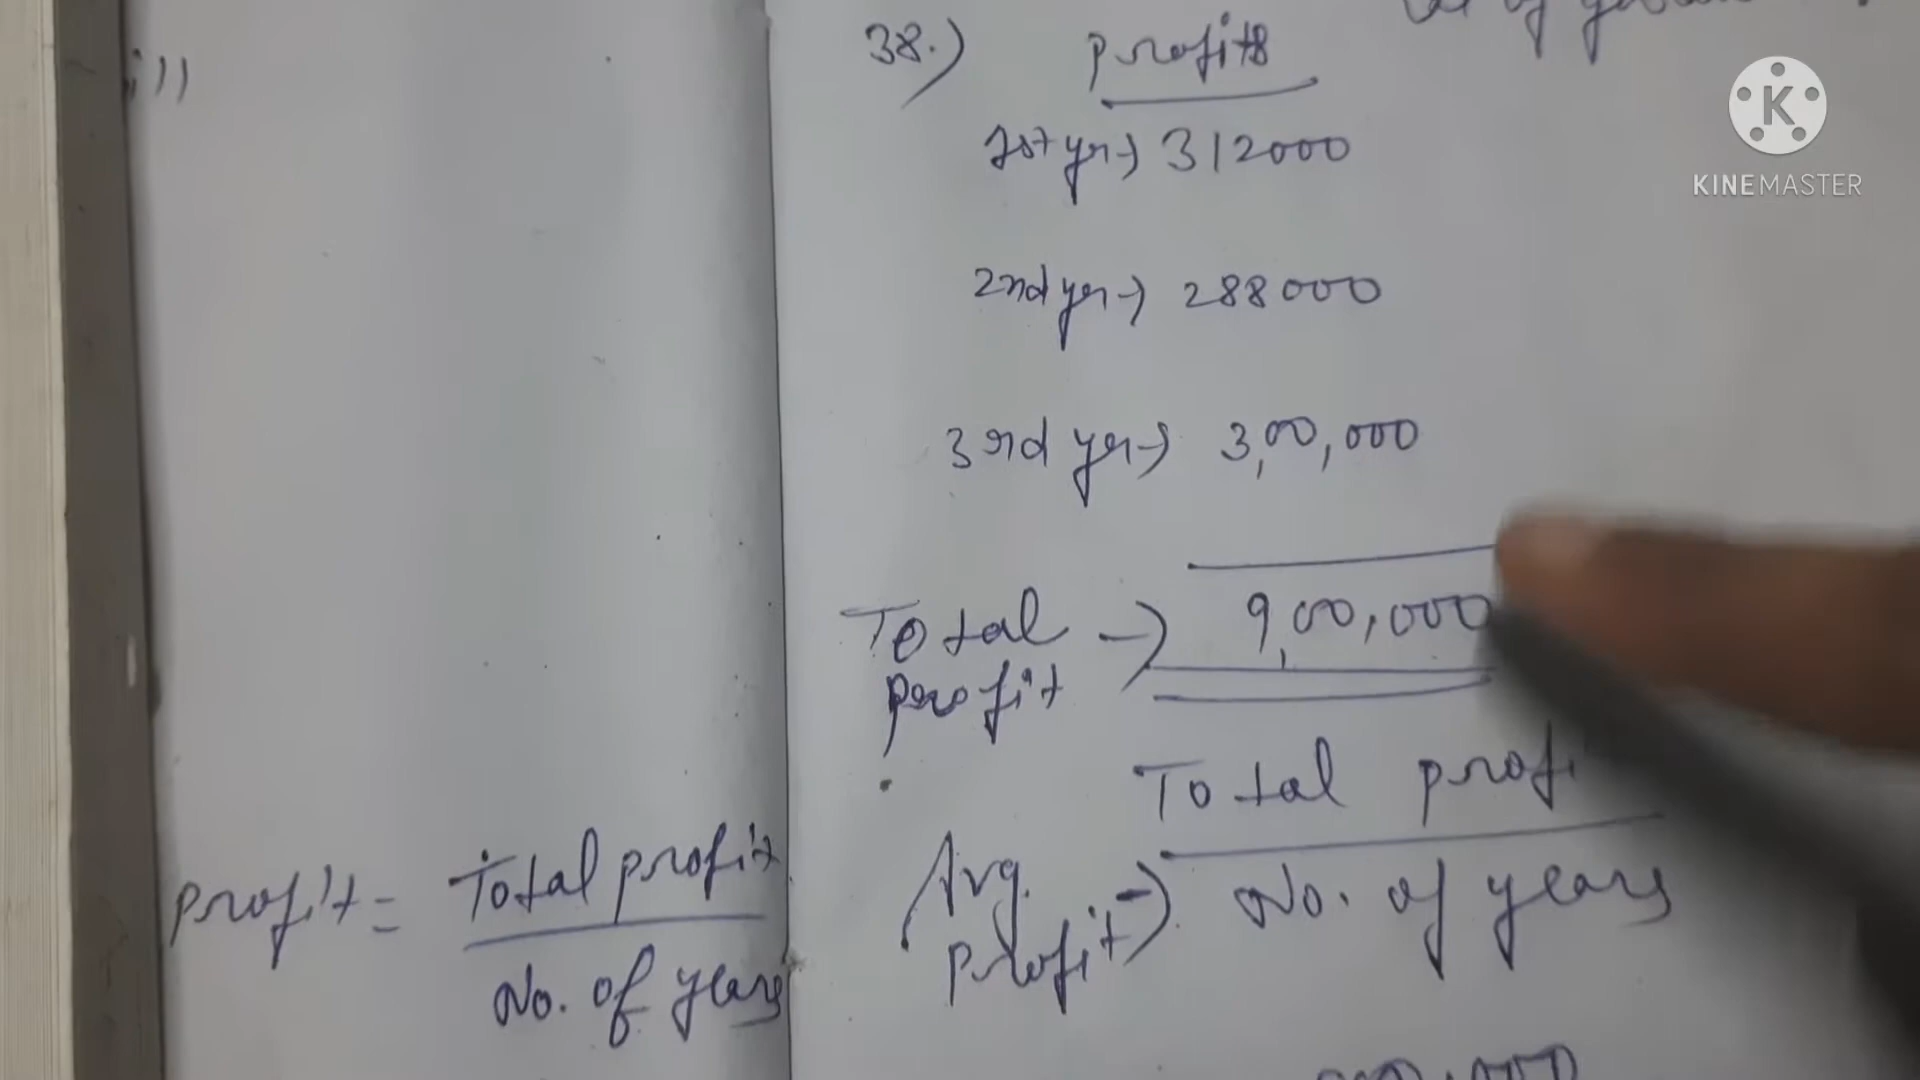 38.) Profits
1st yr → 312000
2nd yr → 288000
3rd yr → 3,00,000
Total profit → 9,00,000
Avg. profit → Total profi
No. of years
profit = Total profit
No. of years
KINEMASTER